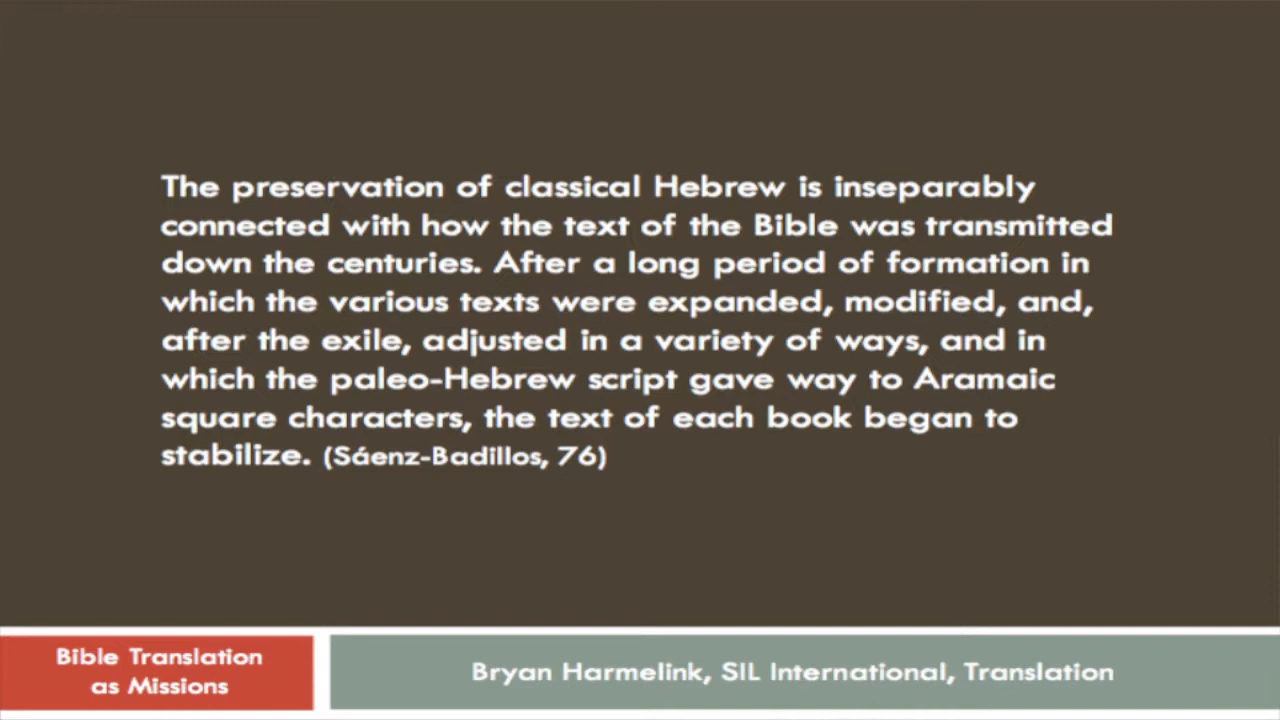 The preservation of classical Hebrew is inseparably
connected with how the text of the Bible was transmitted
down the centuries. After a long period of formation in
which the various texts were expanded, modified, and,
after the exile, adjusted in a variety of ways, and in
which the paleo-Hebrew script gave way to Aramaic
square characters, the text of each book began to
stabilize. (Sáenz-Badillos, 76)
Bible Translation
as Missions
Bryan Harmelink, SIL International, Translation